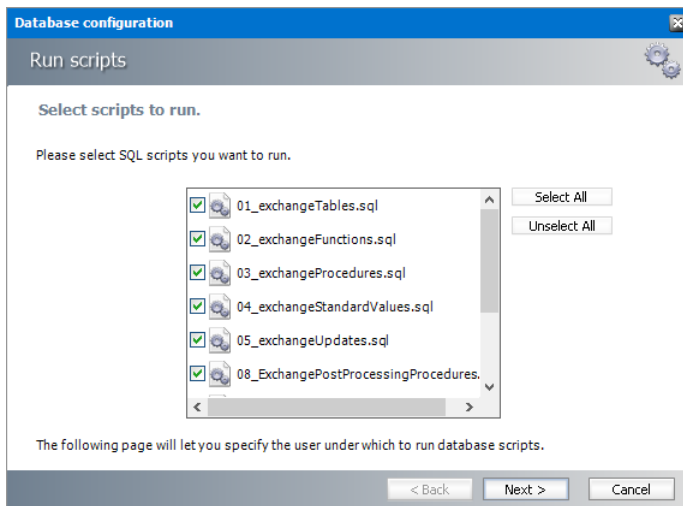 Database configuration
Run scripts
Select scripts to run.
Please select SQL scripts you want to run.
01_exchangeTables.sql
Select All
02_exchangeFunctions.sql
Unselect All
03_exchangeProcedures.sql
04_exchangeStandardValues.sql
05_exchangeUpdates.sql
08_ExchangePostProcessingProcedures.
The following page will let you specify the user under which to run database scripts.
< Back
Next >
Cancel